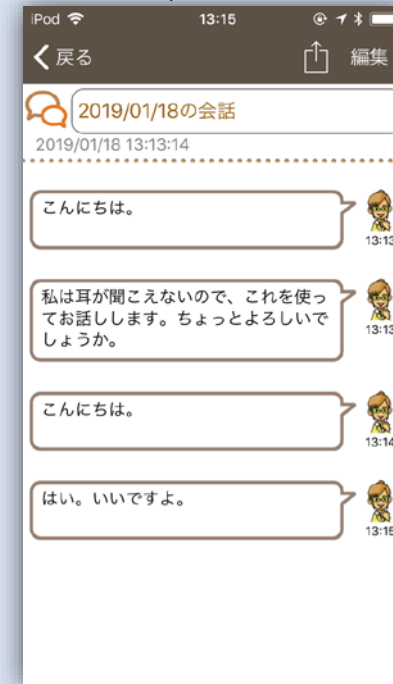 iPod 13:15
戻る 編集
2019/01/18の会話
2019/01/18 13:13:14
こんにちは。
13:13
私は耳が聞こえないので、これを使っ
てお話しします。ちょっとよろしいで
しょうか。
13:13
こんにちは。
13:14
はい。いいですよ。
13:15